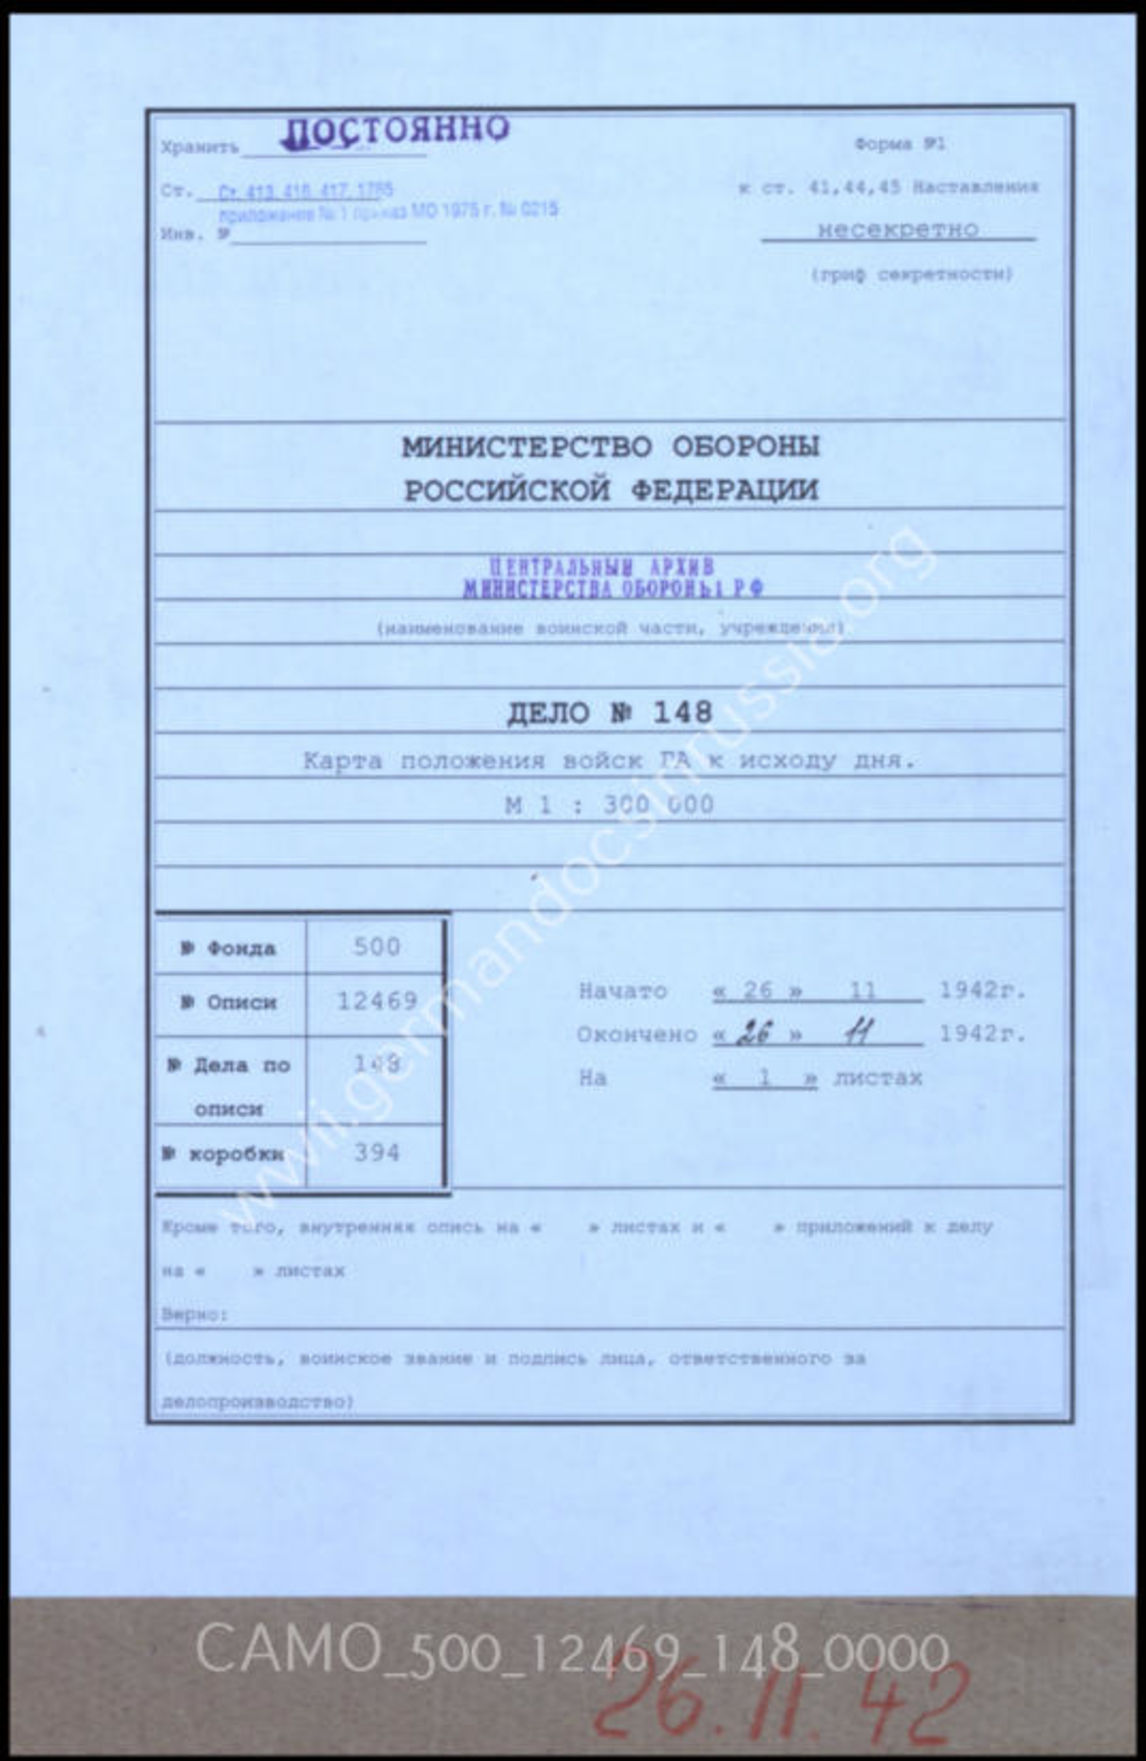 Хранить ПОСТОЯННО
Форма №1
Ст. Ст. 413, 416, 417, 1785
к ст. 41,44,45 Наставления
приложение № 1 приказ МО 1975 г. № 0215
Инв. №
несекретно
(гриф секретности)
МИНИСТЕРСТВО ОБОРОНЫ
РОССИЙСКОЙ ФЕДЕРАЦИИ
ЦЕНТРАЛЬНЫЙ АРХИВ
МИНИСТЕРСТВА ОБОРОНЫ РФ
(наименование воинской части, учреждения)
ДЕЛО № 148
Карта положения войск ГА к исходу дня.
М 1 : 300 000
№ Фонда 500
№ Описи 12469
№ Дела по описи 148
№ коробки 394
Начато « 26 » 11 1942г.
Окончено « 26 » 11 1942г.
На « 1 » листах
Кроме того, внутренняя опись на « » листах и « » приложений к делу
на « » листах
Верно:
(должность, воинское звание и подпись лица, ответственного за
делопроизводство)
www.germandocsinrussia.org
CAMO_500_12469_148_0000
26.11.42